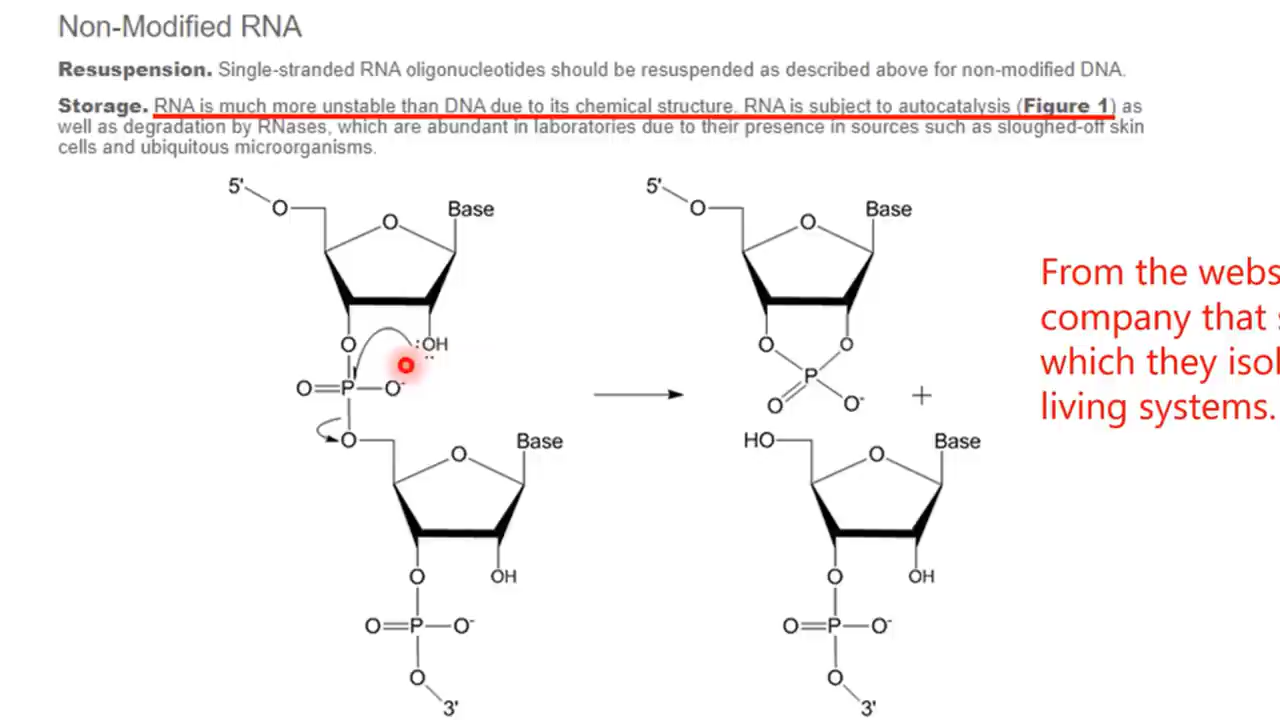 Non-Modified RNA
Resuspension. Single-stranded RNA oligonucleotides should be resuspended as described above for non-modified DNA.
Storage. RNA is much more unstable than DNA due to its chemical structure. RNA is subject to autocatalysis (Figure 1) as
well as degradation by RNases, which are abundant in laboratories due to their presence in sources such as sloughed-off skin
cells and ubiquitous microorganisms.
5'
O
O
Base
O
:OH
O=P—O-
O
O
Base
O
OH
O=P—O-
O
3'
5'
O
O
Base
O
O
P
O
O-
+
HO
O
Base
O
OH
O=P—O-
O
3'
From the
company that
which they
living systems.